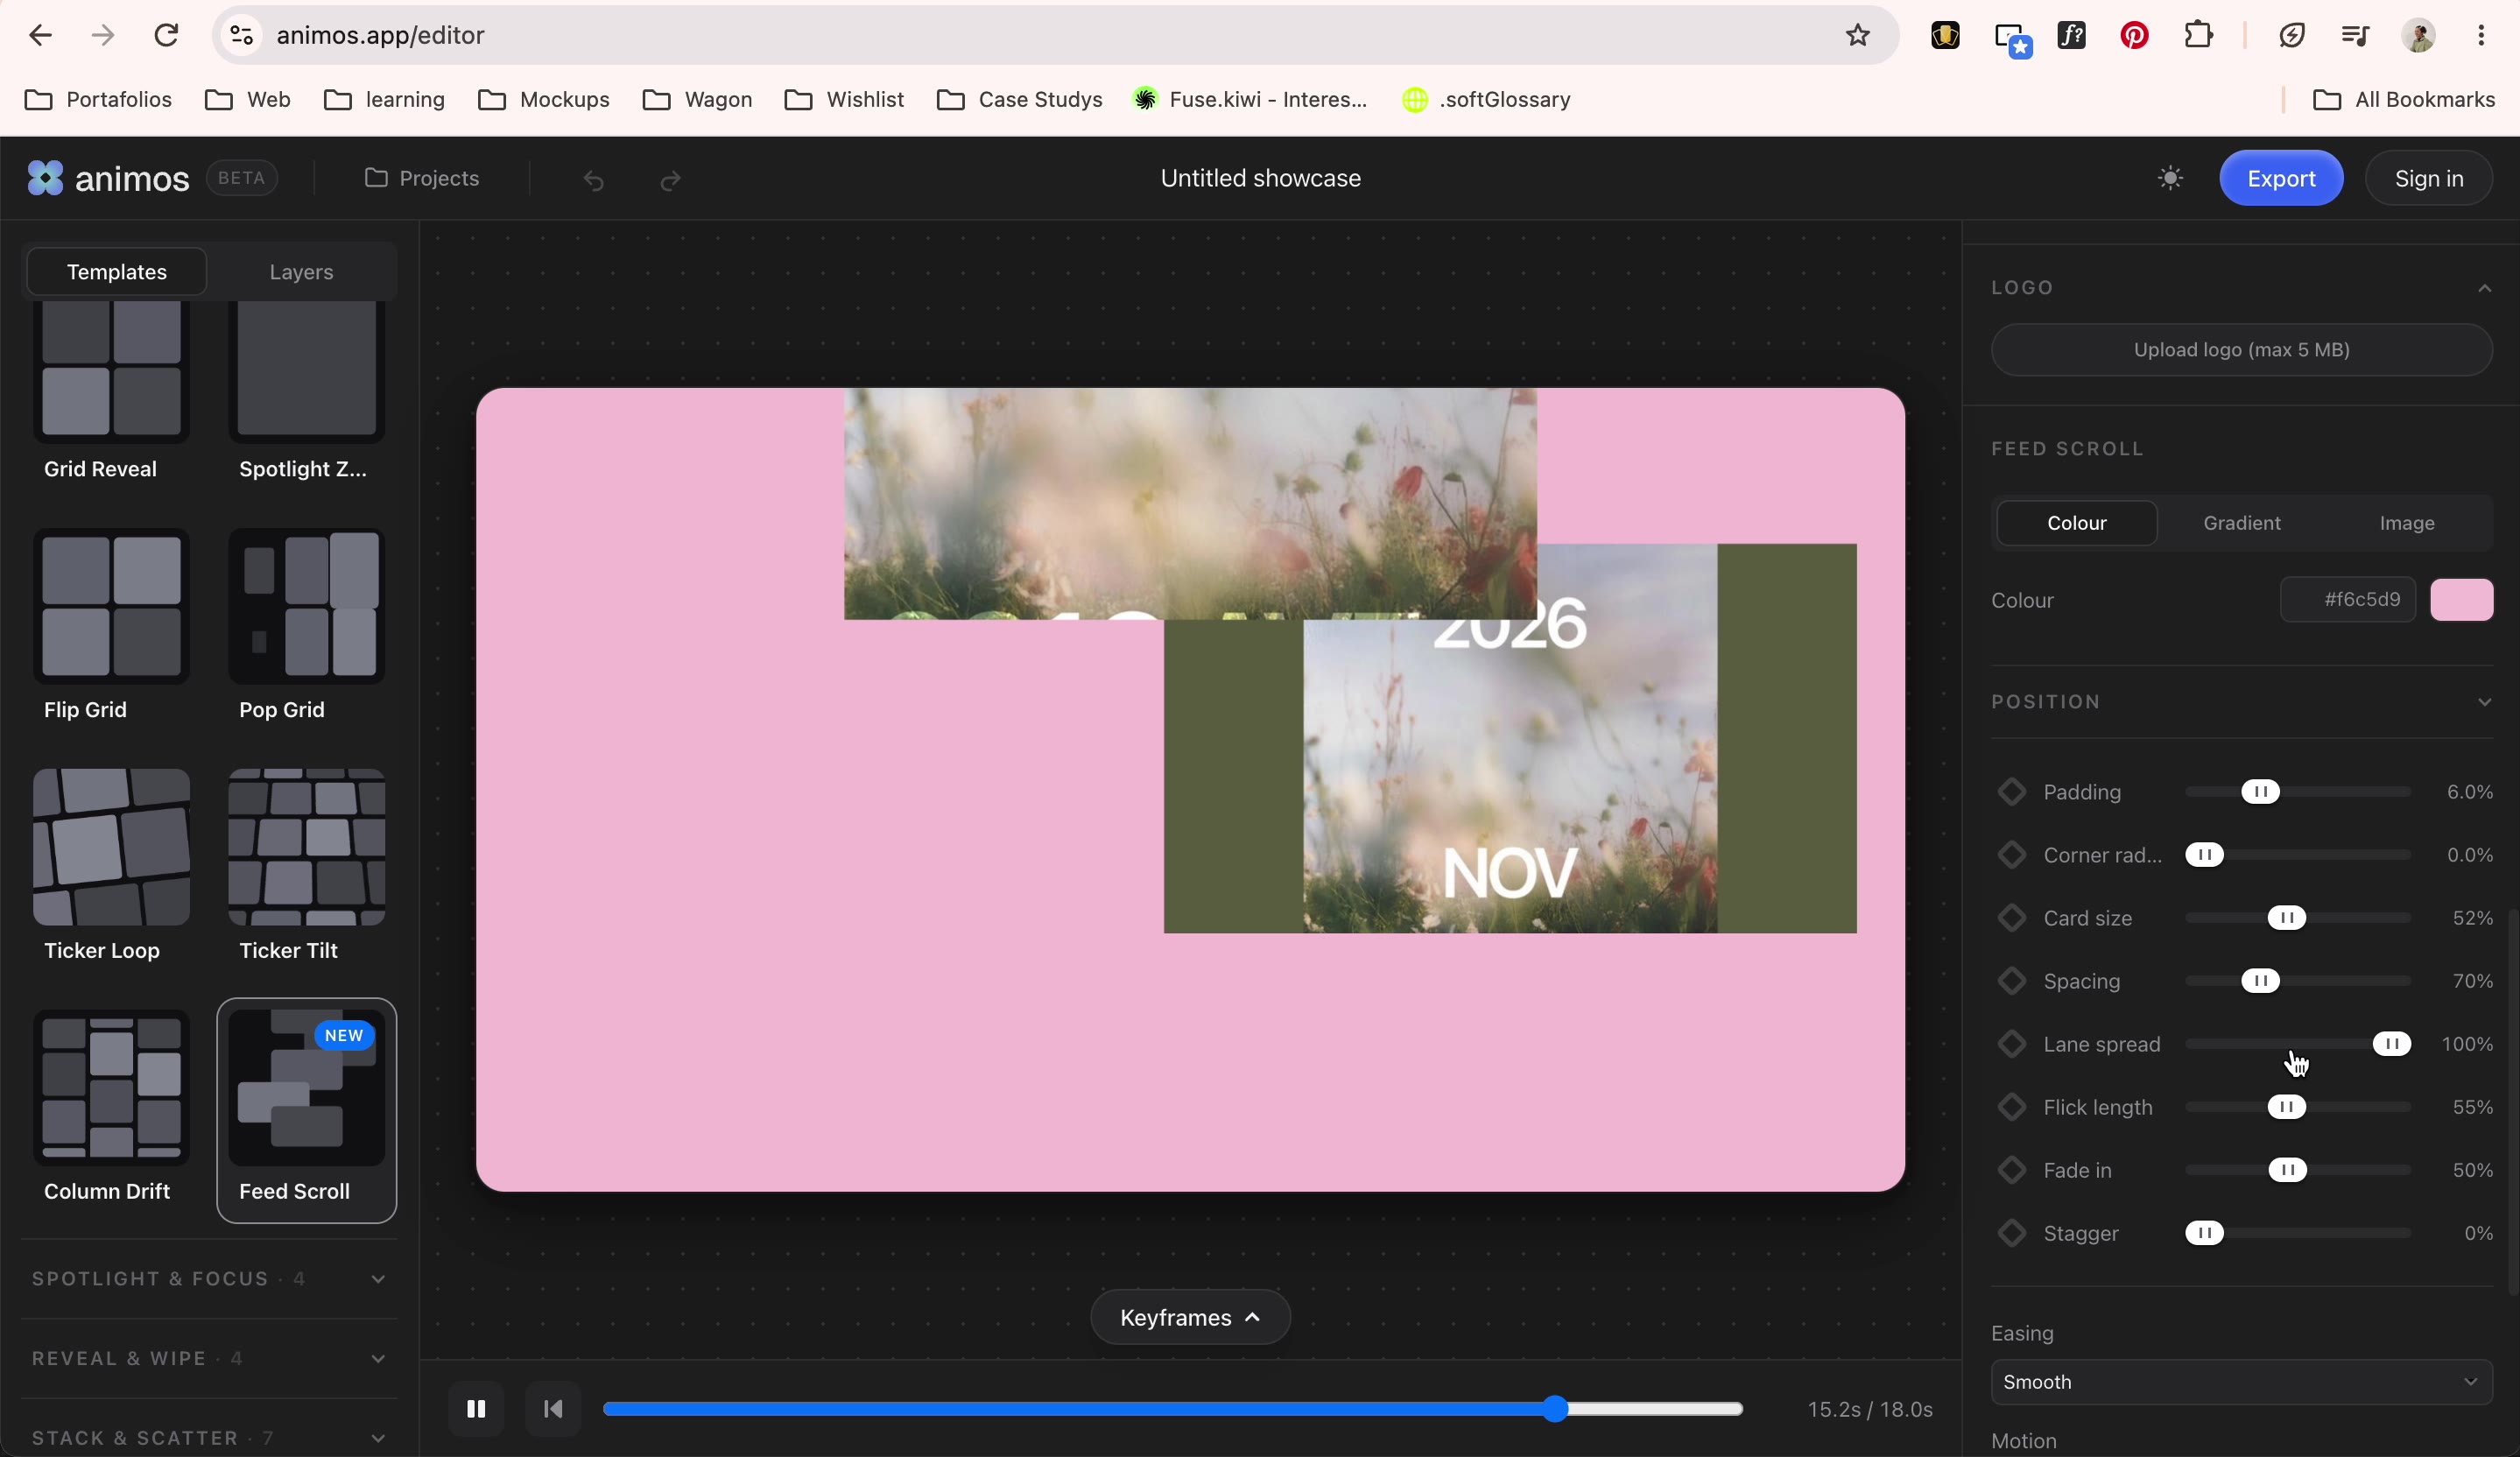 animos.app/editor
f?
Portafolios
Web
learning
Mockups
Wagon
Wishlist
Case Studys
Fuse.kiwi - Interes...
.softGlossary
All Bookmarks
animos
BETA
Projects
Untitled showcase
Export
Sign in
Templates
Layers
Grid Reveal
Spotlight Z...
Flip Grid
Pop Grid
Ticker Loop
Ticker Tilt
NEW
Column Drift
Feed Scroll
SPOTLIGHT & FOCUS · 4
REVEAL & WIPE · 4
STACK & SCATTER · 7
2026
NOV
Keyframes
15.2s / 18.0s
LOGO
Upload logo (max 5 MB)
FEED SCROLL
Colour
Gradient
Image
Colour
#f6c5d9
POSITION
Padding
6.0%
Corner rad...
0.0%
Card size
52%
Spacing
70%
Lane spread
100%
Flick length
55%
Fade in
50%
Stagger
0%
Easing
Smooth
Motion